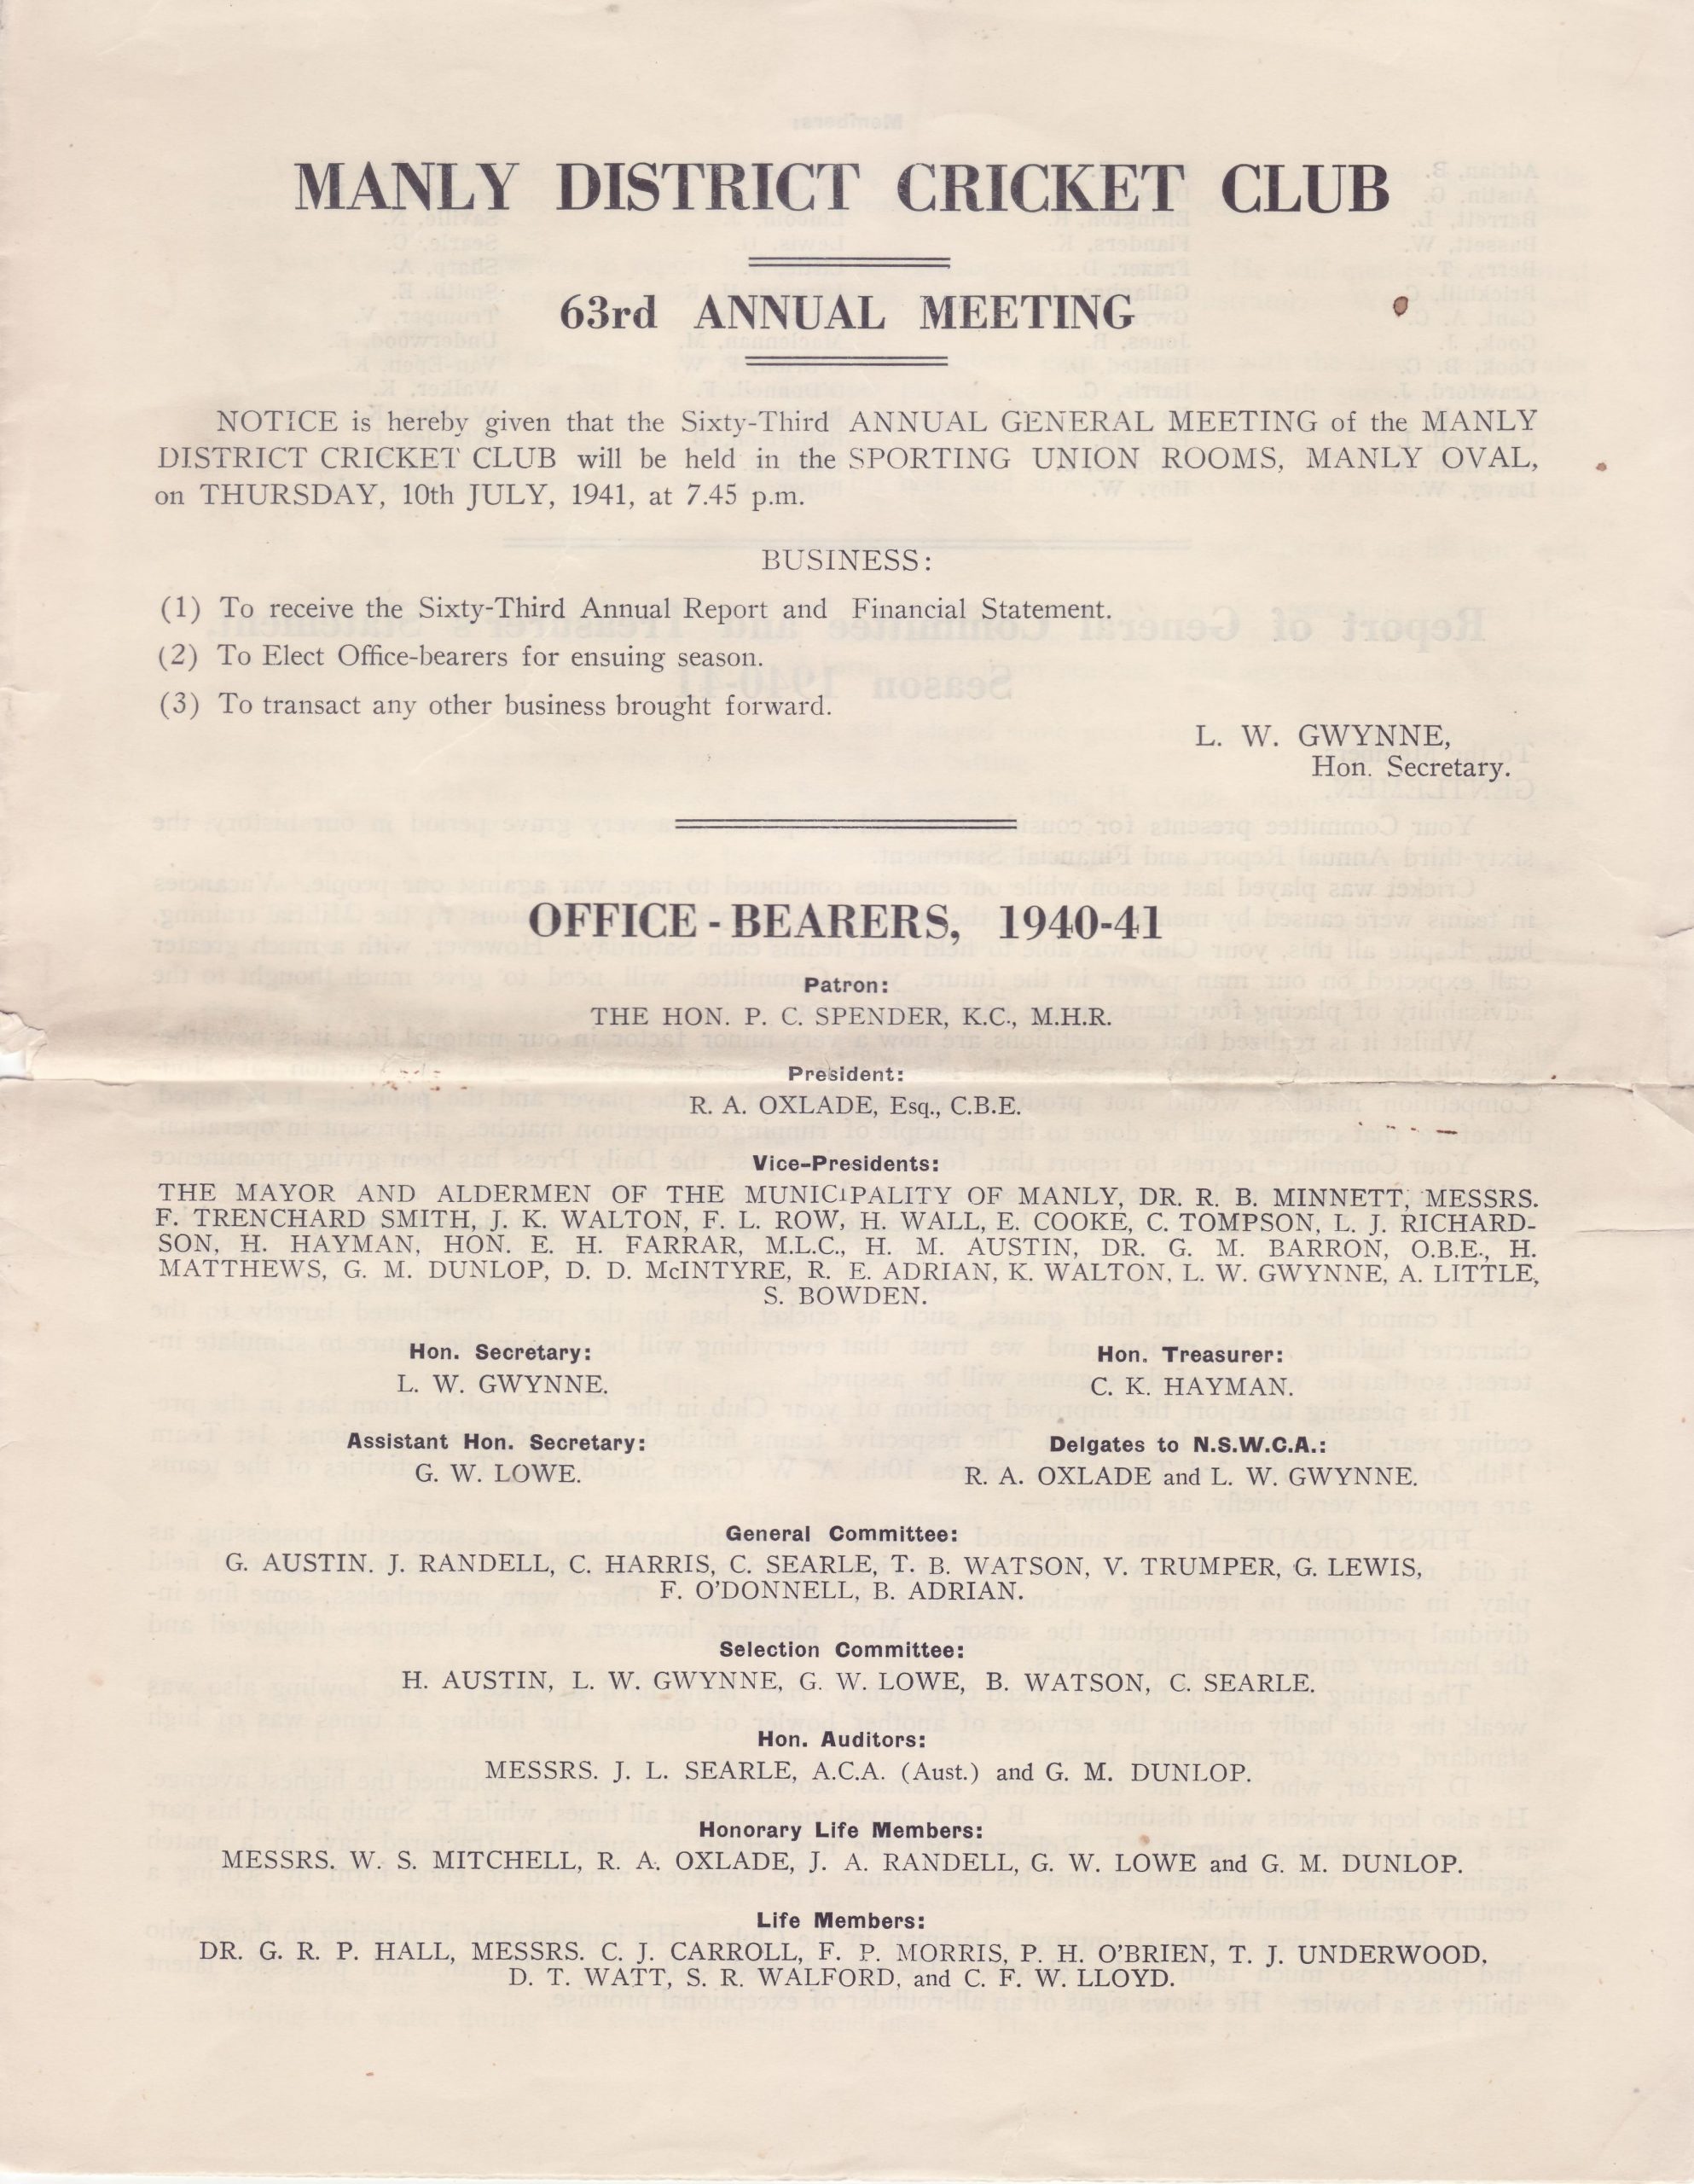 MANLY DISTRICT CRICKET CLUB
63rd ANNUAL MEETING
NOTICE is hereby given that the Sixty-Third ANNUAL GENERAL MEETING of the MANLY
DISTRICT CRICKET CLUB will be held in the SPORTING UNION ROOMS, MANLY OVAL,
on THURSDAY, 10th JULY, 1941, at 7.45 p.m.
BUSINESS:
(1) To receive the Sixty-Third Annual Report and Financial Statement.
(2) To Elect Office-bearers for ensuing season.
(3) To transact any other business brought forward.
L. W. GWYNNE,
Hon. Secretary.
OFFICE-BEARERS, 1940-41
Patron:
THE HON. P. C. SPENDER, K.C., M.H.R.
President:
R. A. OXLADE, Esq., C.B.E.
Vice-Presidents:
THE MAYOR AND ALDERMEN OF THE MUNICIPALITY OF MANLY, DR. R. B. MINNETT, MESSRS.
F. TRENCHARD SMITH, J. K. WALTON, F. L. ROW, H. WALL, E. COOKE, C. TOMPSON, L. J. RICHARD-
SON, H. HAYMAN, HON. E. H. FARRAR, M.L.C., H. M. AUSTIN, DR. G. M. BARRON, O.B.E., H.
MATTHEWS, G. M. DUNLOP, D. D. McINTYRE, R. E. ADRIAN, K. WALTON, L. W. GWYNNE, A. LITTLE,
S. BOWDEN.
Hon. Secretary:
L. W. GWYNNE.
Hon. Treasurer:
C. K. HAYMAN.
Assistant Hon. Secretary:
G. W. LOWE.
Delgates to N.S.W.C.A.:
R. A. OXLADE and L. W. GWYNNE.
General Committee:
G. AUSTIN. J. RANDELL, C. HARRIS, C. SEARLE, T. B. WATSON, V. TRUMPER, G. LEWIS,
F. O'DONNELL, B. ADRIAN.
Selection Committee:
H. AUSTIN, L. W. GWYNNE, G. W. LOWE, B. WATSON, C. SEARLE.
Hon. Auditors:
MESSRS. J. L. SEARLE, A.C.A. (Aust.) and G. M. DUNLOP.
Honorary Life Members:
MESSRS. W. S. MITCHELL, R. A. OXLADE, J. A. RANDELL, G. W. LOWE and G. M. DUNLOP.
Life Members:
DR. G. R. P. HALL, MESSRS. C. J. CARROLL, F. P. MORRIS, P. H. O'BRIEN, T. J. UNDERWOOD,
D. T. WATT, S. R. WALFORD, and C. F. W. LLOYD.